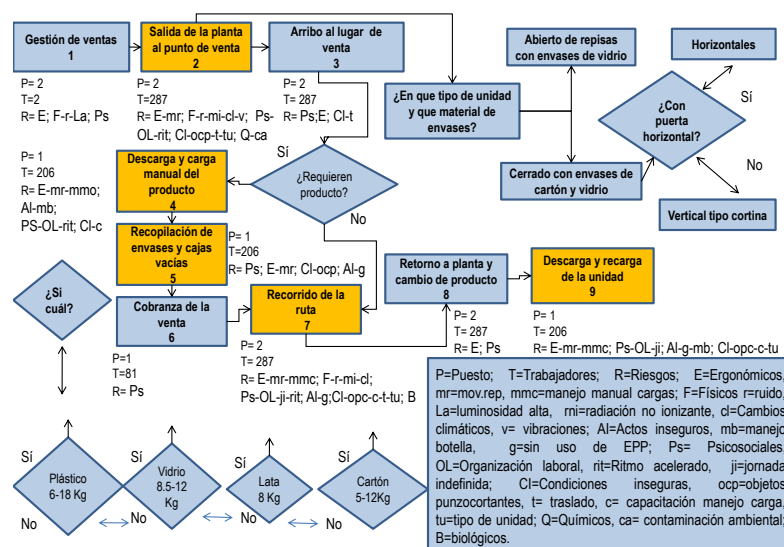 Gestión de ventas
1
Salida de la planta
al punto de venta
2
Arribo al lugar de
venta
3
Abierto de repisas
con envases de vidrio
Horizontales
P= 2
T=2
R= E; F-r-La; Ps
P= 2
T=287
R= E-mr; F-r-mi-cl-v; Ps-
OL-rit; Cl-ocp-t-tu; Q-ca
P= 2
T= 287
R= Ps;E; Cl-t
¿En que tipo de unidad
y que material de
envases?
¿Con
puerta
horizontal?
Sí
No
Cerrado con envases de
cartón y vidrio
Vertical tipo cortina
P= 1
T= 206
R= E-mr-mmo;
Al-mb;
PS-OL-rit; Cl-c
Descarga y carga
manual del
producto
4
Sí
¿Requieren
producto?
No
Recopilación de
envases y cajas
vacías
5
P= 1
T=206
R= Ps; E-mr; Cl-ocp; Al-g
¿Si
cuál?
Cobranza de la
venta
6
Recorrido de la
ruta
7
Retorno a planta y
cambio de producto
8
Descarga y recarga
de la unidad
9
P=1
T=81
R= Ps
P= 2
T= 287
R= E-mr-mmc; F-r-mi-cl;
Ps-OL-ji-rit; Al-g;Cl-opc-c-t-tu; B
P= 2
T= 287
R= E; Ps
P= 1
T= 206
R= E-mr-mmc; Ps-OL-ji; Al-g-mb; Cl-opc-c-tu
P=Puesto; T=Trabajadores; R=Riesgos; E=Ergonómicos,
mr=mov.rep, mmc=manejo manual cargas; F=Físicos r=ruido,
La=luminosidad alta, rni=radiación no ionizante, cl=Cambios
climáticos, v= vibraciones; Al=Actos inseguros, mb=manejo
botella, g=sin uso de EPP; Ps= Psicosociales,
OL=Organización laboral, rit=Ritmo acelerado, ji=jornada
indefinida; Cl=Condiciones inseguras, ocp=objetos
punzocortantes, t= traslado, c= capacitación manejo carga,
tu=tipo de unidad; Q=Químicos, ca= contaminación ambiental;
B=biológicos.
Sí
Plástico
6-18 Kg
No
Sí
Vidrio
8.5-12
Kg
No
Sí
Lata
8 Kg
No
Sí
Cartón
5-12Kg
No